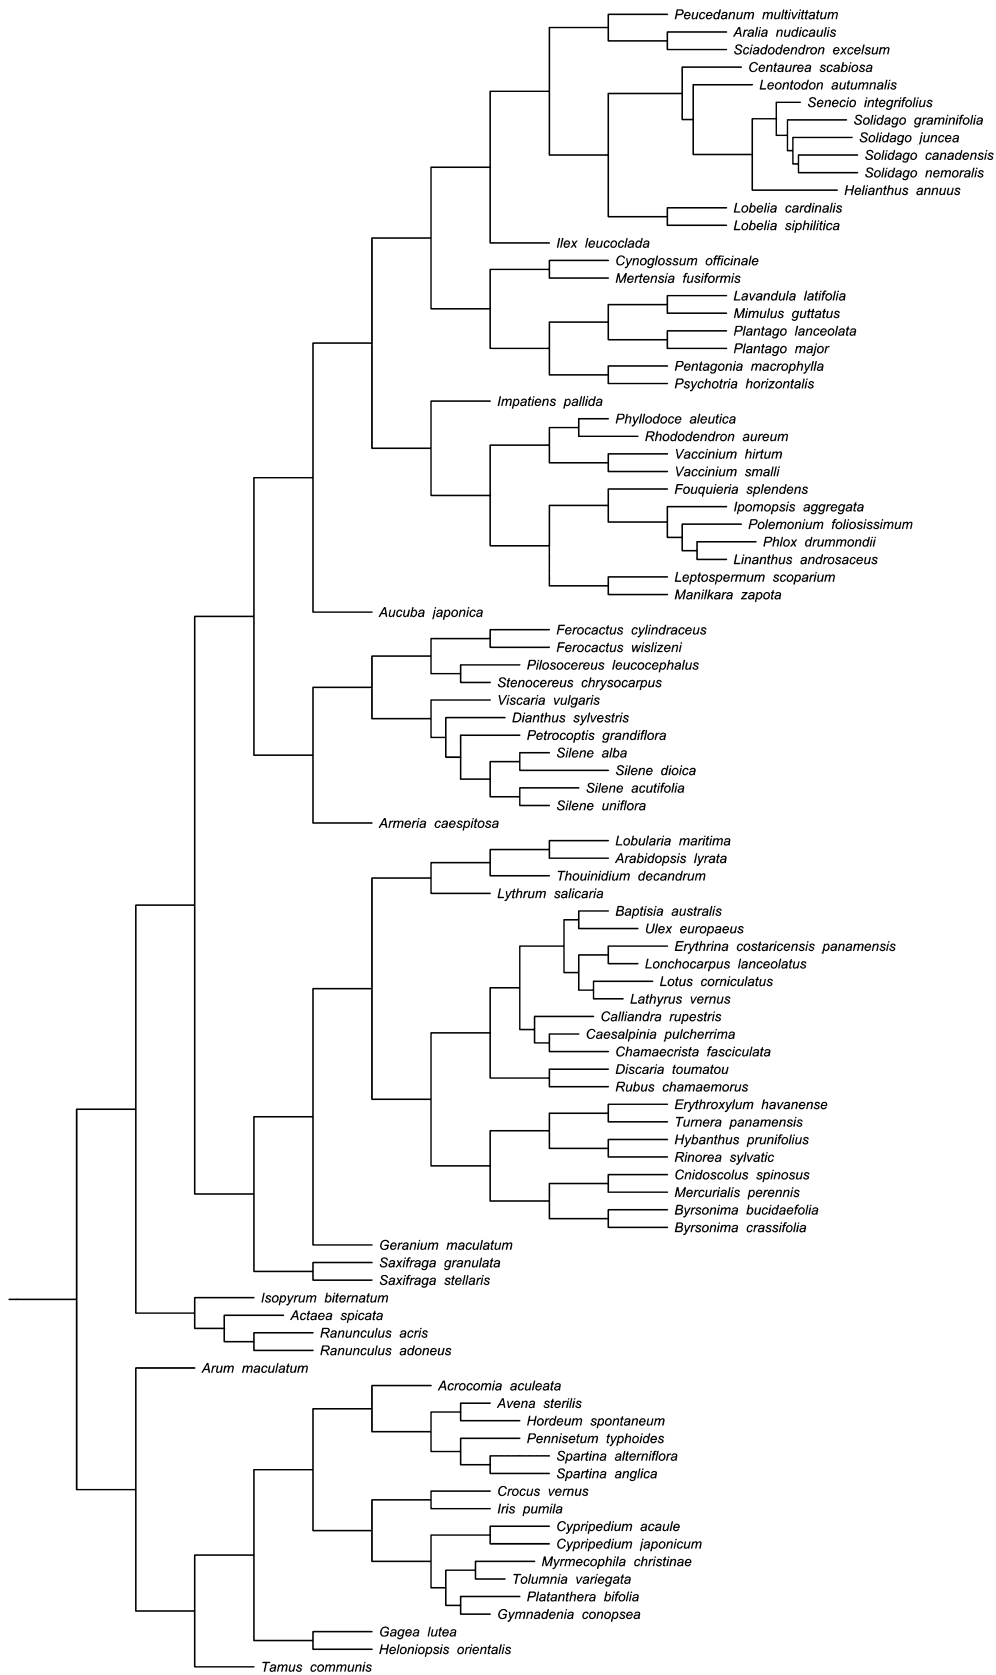 Peucedanum multivittatum
Aralia nudicaulis
Sciadodendron excelsum
Centaurea scabiosa
Leontodon autumnalis
Senecio integrifolius
Solidago graminifolia
Solidago juncea
Solidago canadensis
Solidago nemoralis
Helianthus annuus
Lobelia cardinalis
Lobelia siphilitica
Ilex leucoclada
Cynoglossum officinale
Mertensia fusiformis
Lavandula latifolia
Mimulus guttatus
Plantago lanceolata
Plantago major
Pentagonia macrophylla
Psychotria horizontalis
Impatiens pallida
Phyllodoce aleutica
Rhododendron aureum
Vaccinium hirtum
Vaccinium smalli
Fouquieria splendens
Ipomopsis aggregata
Polemonium foliosissimum
Phlox drummondii
Linanthus androsaceus
Leptospermum scoparium
Manilkara zapota
Aucuba japonica
Ferocactus cylindraceus
Ferocactus wislizeni
Pilosocereus leucocephalus
Stenocereus chrysocarpus
Viscaria vulgaris
Dianthus sylvestris
Petrocoptis grandiflora
Silene alba
Silene dioica
Silene acutifolia
Silene uniflora
Armeria caespitosa
Lobularia maritima
Arabidopsis lyrata
Thouinidium decandrum
Lythrum salicaria
Baptisia australis
Ulex europaeus
Erythrina costaricensis panamensis
Lonchocarpus lanceolatus
Lotus corniculatus
Lathyrus vernus
Calliandra rupestris
Caesalpinia pulcherrima
Chamaecrista fasciculata
Discaria toumatou
Rubus chamaemorus
Erythroxylum havanense
Turnera panamensis
Hybanthus prunifolius
Rinorea sylvatic
Cnidoscolus spinosus
Mercurialis perennis
Byrsonima bucidaefolia
Byrsonima crassifolia
Geranium maculatum
Saxifraga granulata
Saxifraga stellaris
Isopyrum biternatum
Actaea spicata
Ranunculus acris
Ranunculus adoneus
Arum maculatum
Acrocomia aculeata
Avena sterilis
Hordeum spontaneum
Pennisetum typhoides
Spartina alterniflora
Spartina anglica
Crocus vernus
Iris pumila
Cypripedium acaule
Cypripedium japonicum
Myrmecophila christinae
Tolumnia variegata
Platanthera bifolia
Gymnadenia conopsea
Gagea lutea
Heloniopsis orientalis
Tamus communis